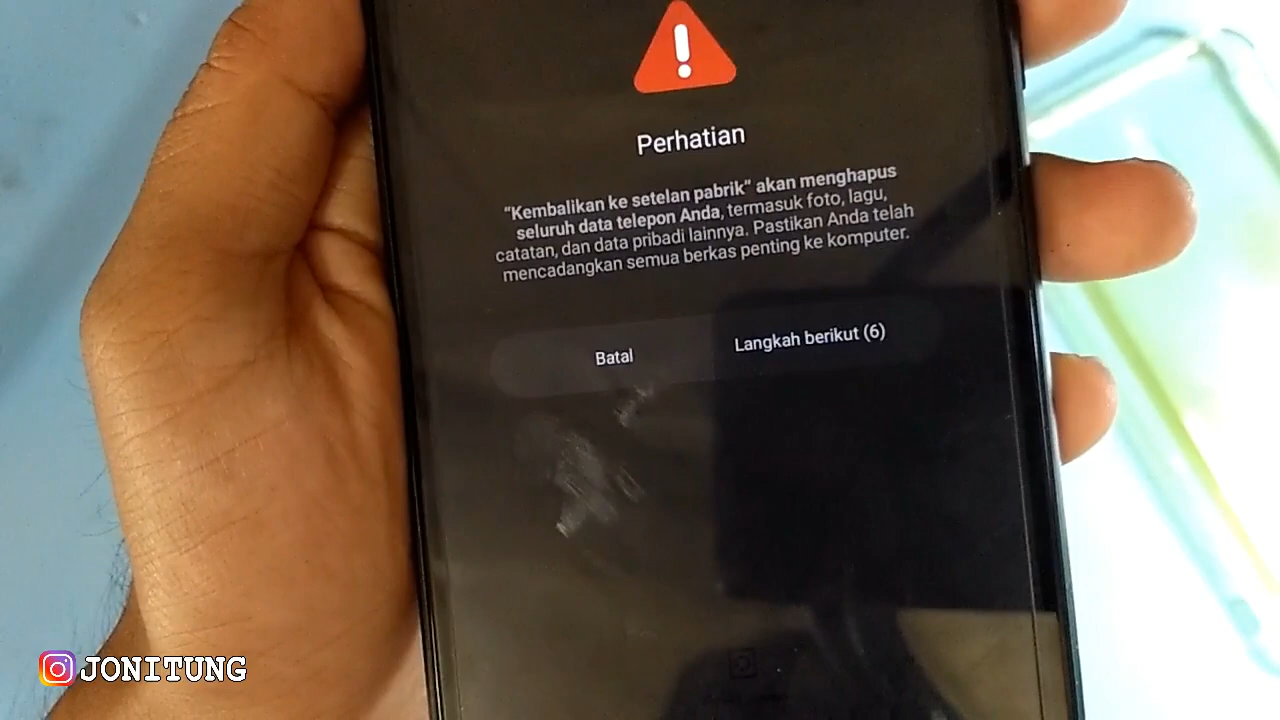 Perhatian
"Kembalikan ke setelan pabrik" akan menghapus
seluruh data telepon Anda, termasuk foto, lagu,
catatan, dan data pribadi lainnya. Pastikan Anda telah
mencadangkan semua berkas penting ke komputer.
Batal
Langkah berikut (6)
JONITUNG